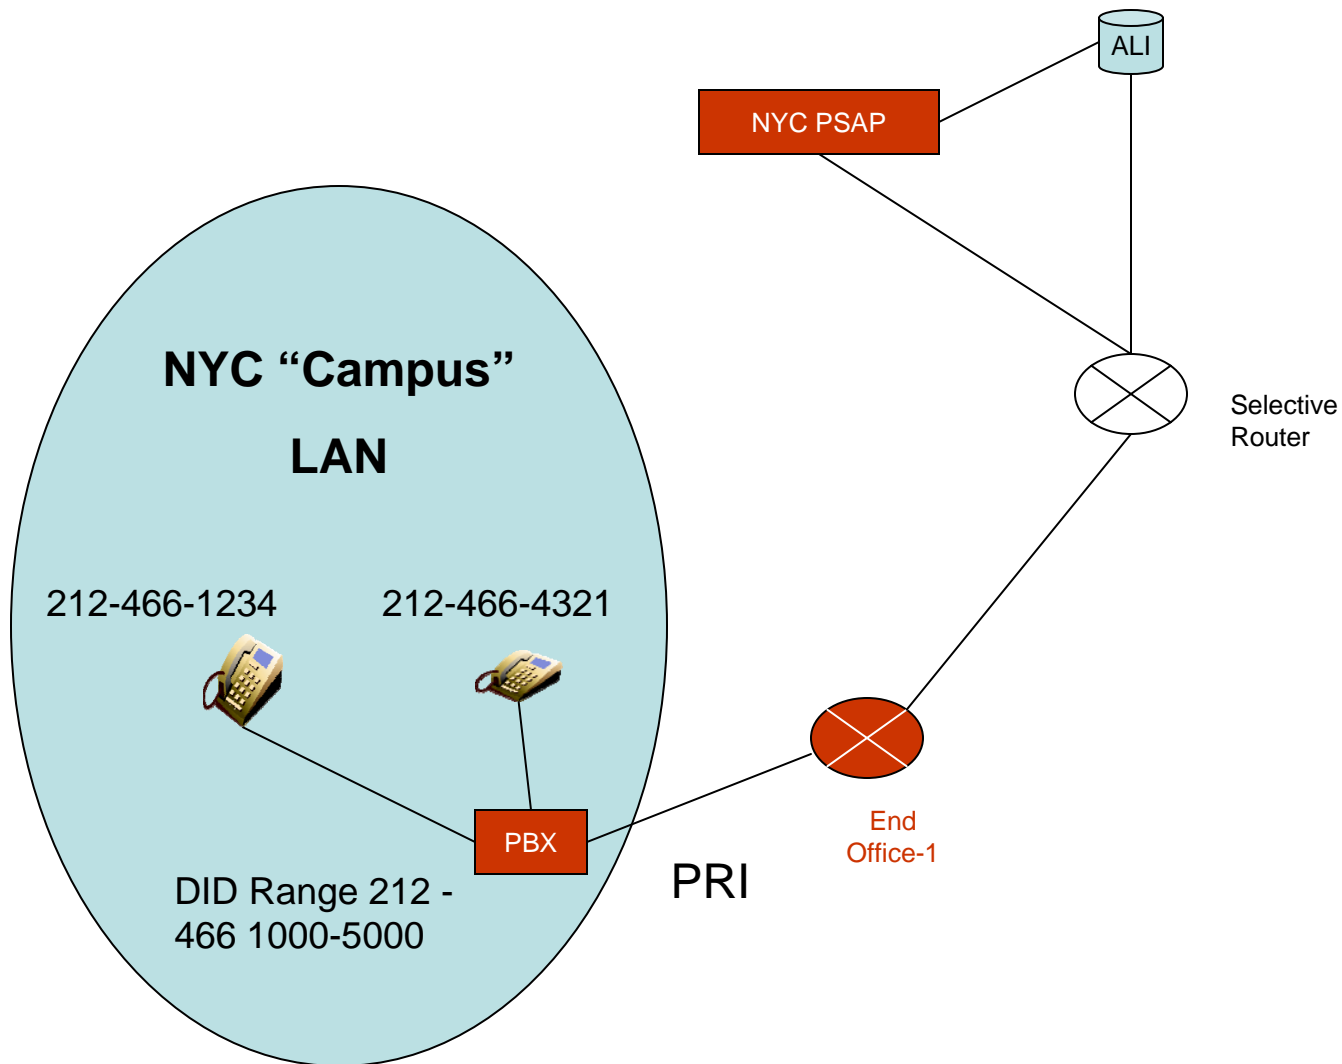 ALI
NYC PSAP
NYC “Campus”
LAN
Selective
Router
212-466-1234
212-466-4321
PBX
End
Office-1
PRI
DID Range 212 -
466 1000-5000